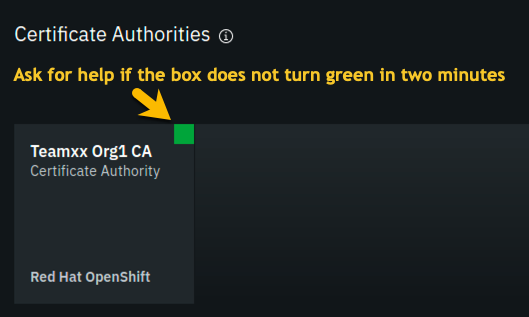 Certificate Authorities
Ask for help if the box does not turn green in two minutes
Teamxx Org1 CA
Certificate Authority
Red Hat OpenShift